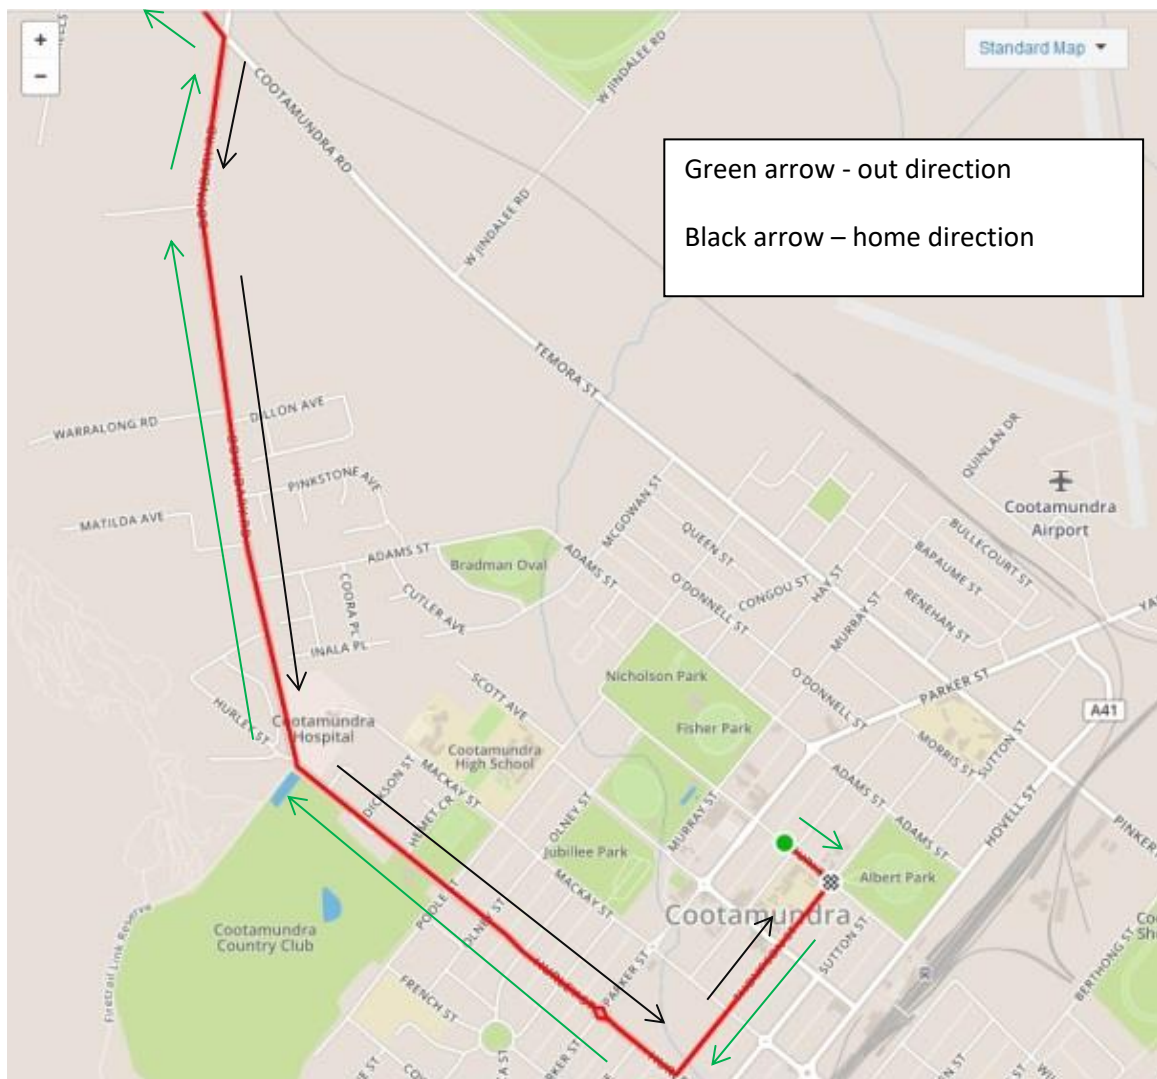 +
−
Standard Map
COOTAMUNDRA RD
W JINDALEE RD
Green arrow - out direction
Black arrow – home direction
W JINDALEE RD
TEMORA ST
WARRALONG RD
DILLON AVE
BOUNDARY RD
PINKSTONE AVE
MATILDA AVE
QUINLAN DR
Cootamundra
Airport
MCGOWAN ST
QUEEN ST
BULLECOURT ST
BAPAUME ST
RENEHAN ST
ADAMS ST
Bradman Oval
ADAMS ST
O'DONNELL ST
CONGOU ST
HAY ST
MURRAY ST
COORA PL
CUTLER AVE
INALA PL
O'DONNELL ST
PARKER ST
A41
Nicholson Park
SCOTT AVE
HURLEY ST
Cootamundra
Hospital
Fisher Park
MORRIS ST
SUTTON ST
Cootamundra
High School
MACKAY ST
DICKSON ST
HEMET CR
OLNEY ST
MURRAY ST
ADAMS ST
ADAMS ST
HOVELL ST
Jubillee Park
MACKAY ST
Albert Park
Cootamundra
POOLE ST
OLNEY ST
Cootamundra
Country Club
SUTTON ST
PARKER ST
BERTHONG ST
Firetrail Link Reserve
FRENCH ST